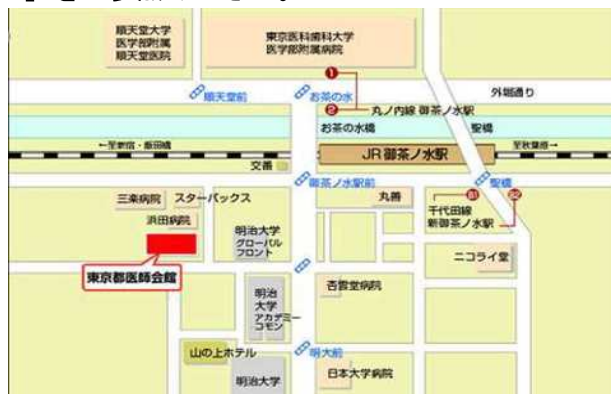 順天堂大学
医学部附属
順天堂医院
東京医科歯科大学
医学部附属病院
1
外堀通り
順天堂前
お茶の水
2
丸ノ内線 御茶ノ水駅
お茶の水橋
聖橋
←至新宿・飯田橋
JR 御茶ノ水駅
至秋葉原→
交番
御茶ノ水駅前
聖橋
三楽病院
スターバックス
丸善
B1
B2
千代田線
新御茶ノ水駅
浜田病院
明治大学
グローバル
フロント
ニコライ堂
東京都医師会館
杏雲堂病院
明治
大学
アカデミー
コモン
山の上ホテル
明大前
明治大学
日本大学病院